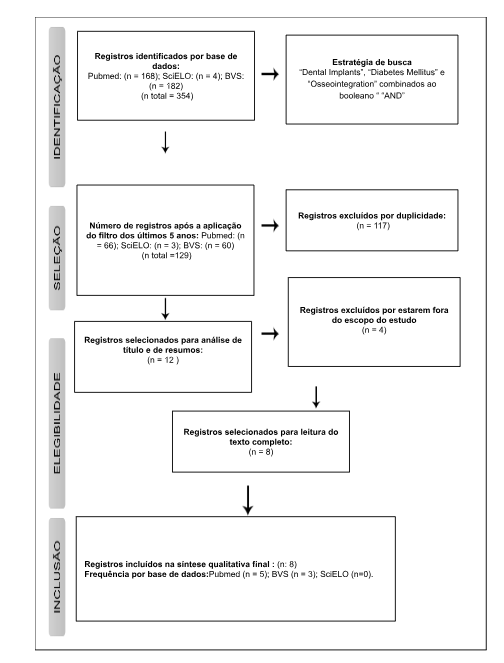 IDENTIFICAÇÃO
Registros identificados por base de
dados:
Pubmed: (n = 168); SciELO: (n = 4); BVS:
(n = 182)
(n total = 354)
Estratégia de busca
“Dental Implants”, “Diabetes Mellitus” e
“Osseointegration” combinados ao
booleano “ “AND”
SELEÇÃO
Número de registros após a aplicação
do filtro dos últimos 5 anos: Pubmed: (n
= 66); SciELO: (n = 3); BVS: (n = 60)
(n total =129)
Registros excluídos por duplicidade:
(n = 117)
ELEGIBILIDADE
Registros selecionados para análise de
título e de resumos:
(n = 12 )
Registros excluídos por estarem fora
do escopo do estudo
(n = 4)
Registros selecionados para leitura do
texto completo:
(n = 8)
INCLUSÃO
Registros incluídos na síntese qualitativa final : (n: 8)
Frequência por base de dados:Pubmed (n = 5); BVS (n = 3); SciELO (n=0).